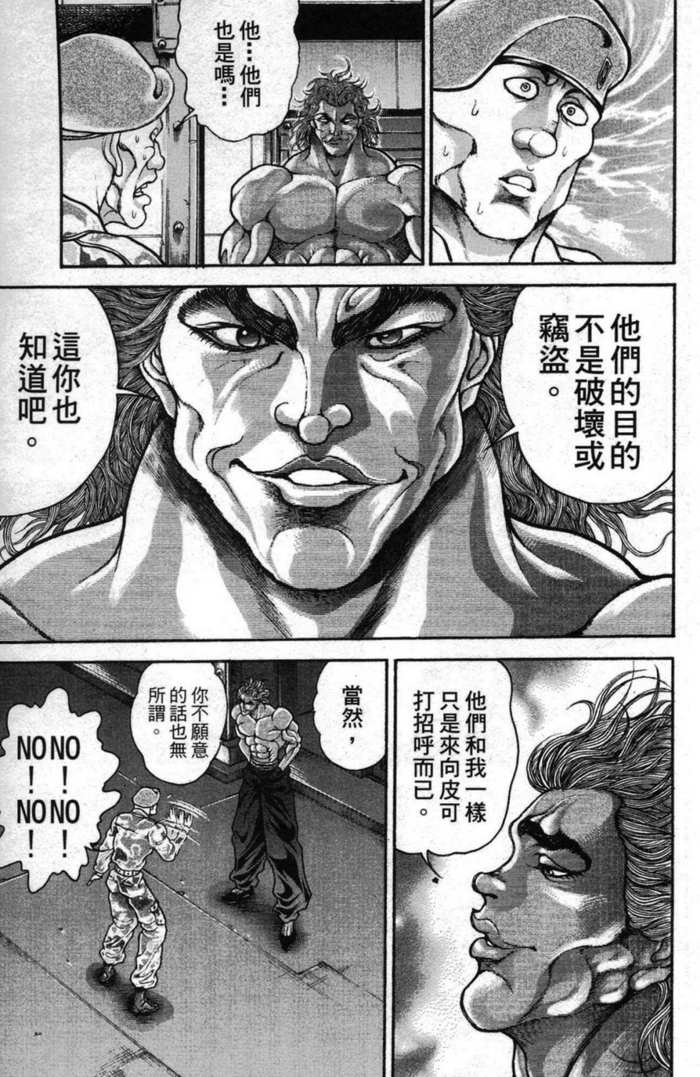 他…他們
也是嗎…
他們的目的
不是破壞或
竊盜。
這你也
知道吧。
他們和我一樣
只是來向皮可
打招呼而已。
當然，
你不願意
的話也無
所謂。
NO！NO！
NO！NO！